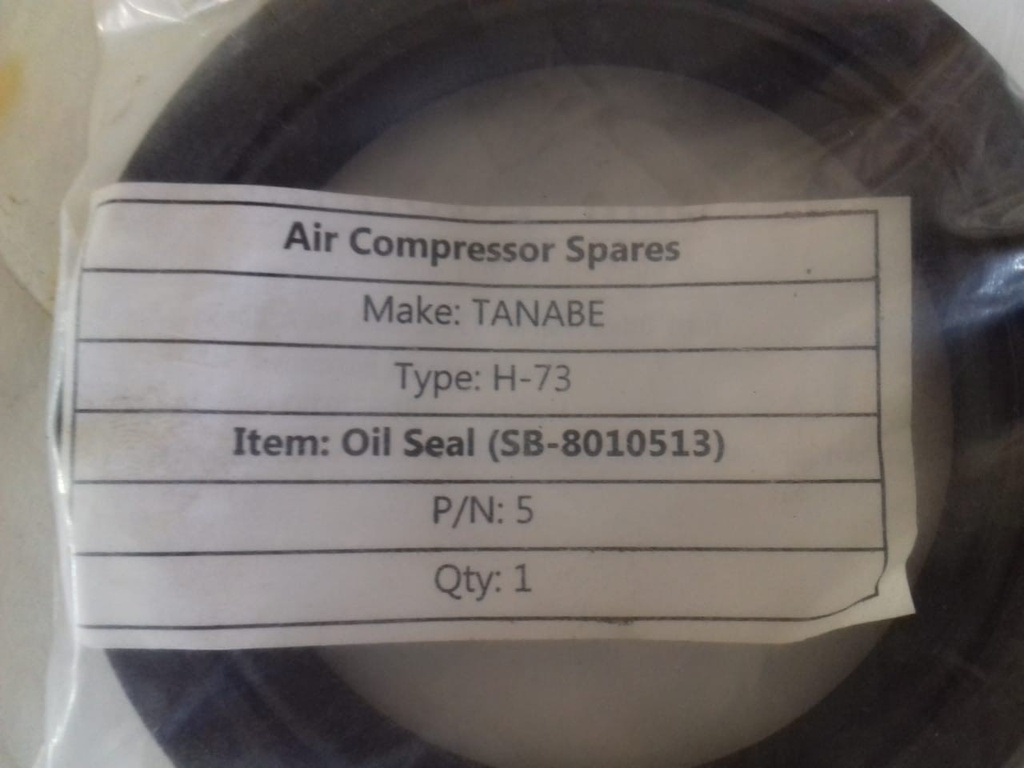 Air Compressor Spares
Make: TANABE
Type: H-73
Item: Oil Seal (SB-8010513)
P/N: 5
Qty: 1